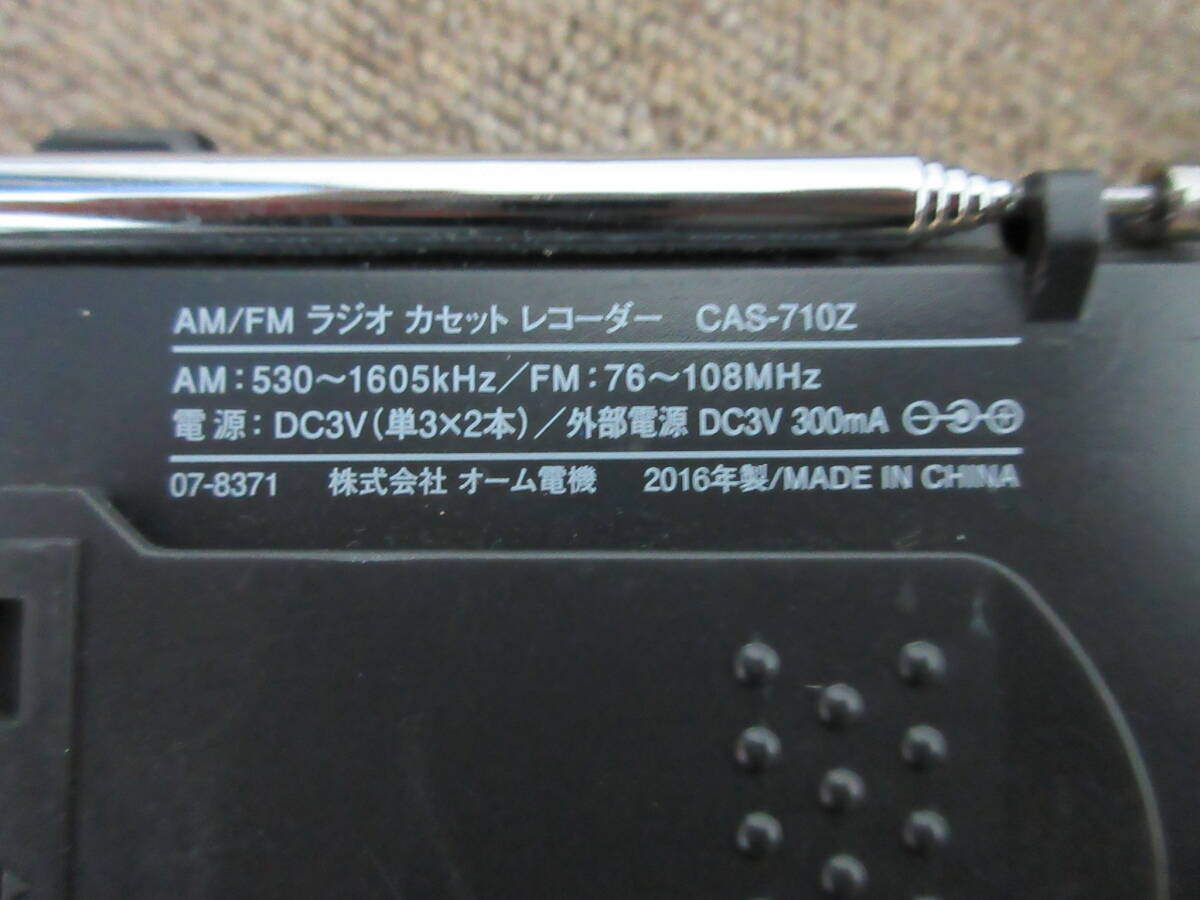 AM/FM ラジオ カセット レコーダー CAS-710Z
AM：530～1605kHz／FM：76～108MHz
電源：DC3V（単3×2本）／外部電源 DC3V 300mA
07-8371 株式会社 オーム電機 2016年製/MADE IN CHINA